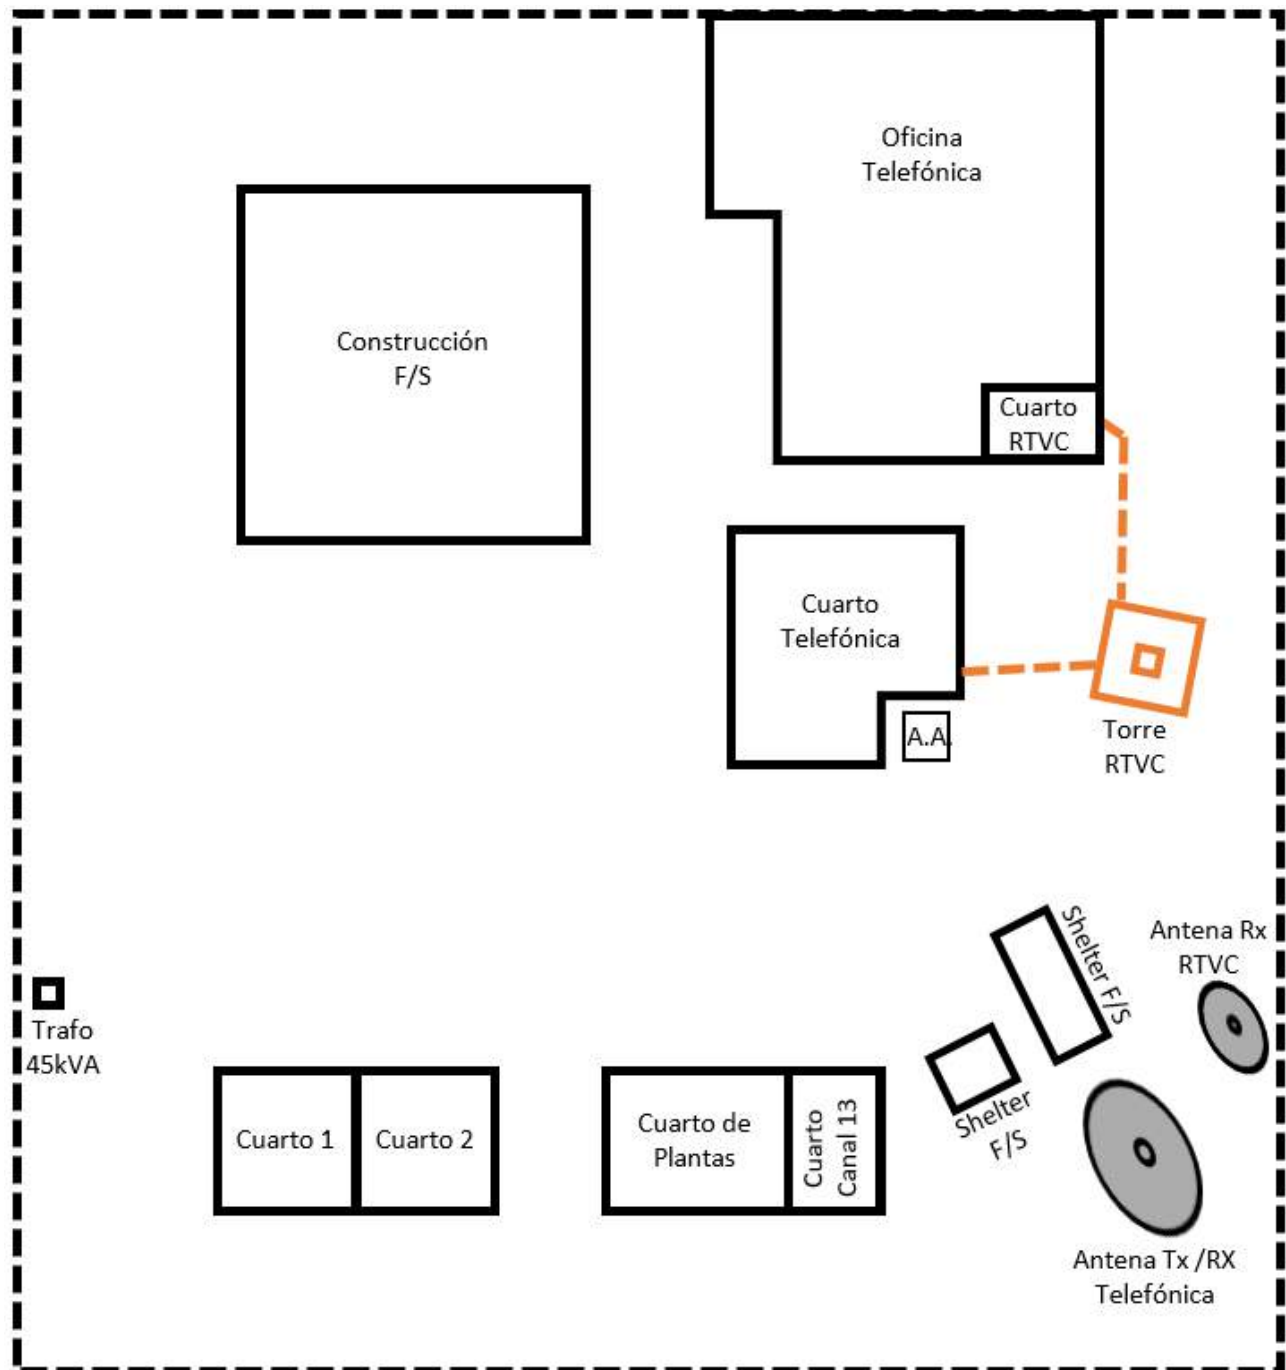 Oficina
Telefónica
Construcción
F/S
Cuarto
RTVC
Cuarto
Telefónica
A.A.
Torre
RTVC
Shelter F/S
Antena Rx
RTVC
Trafo
45kVA
Shelter
F/S
Cuarto 1
Cuarto 2
Cuarto de
Plantas
Cuarto
Canal 13
Antena Tx /RX
Telefónica